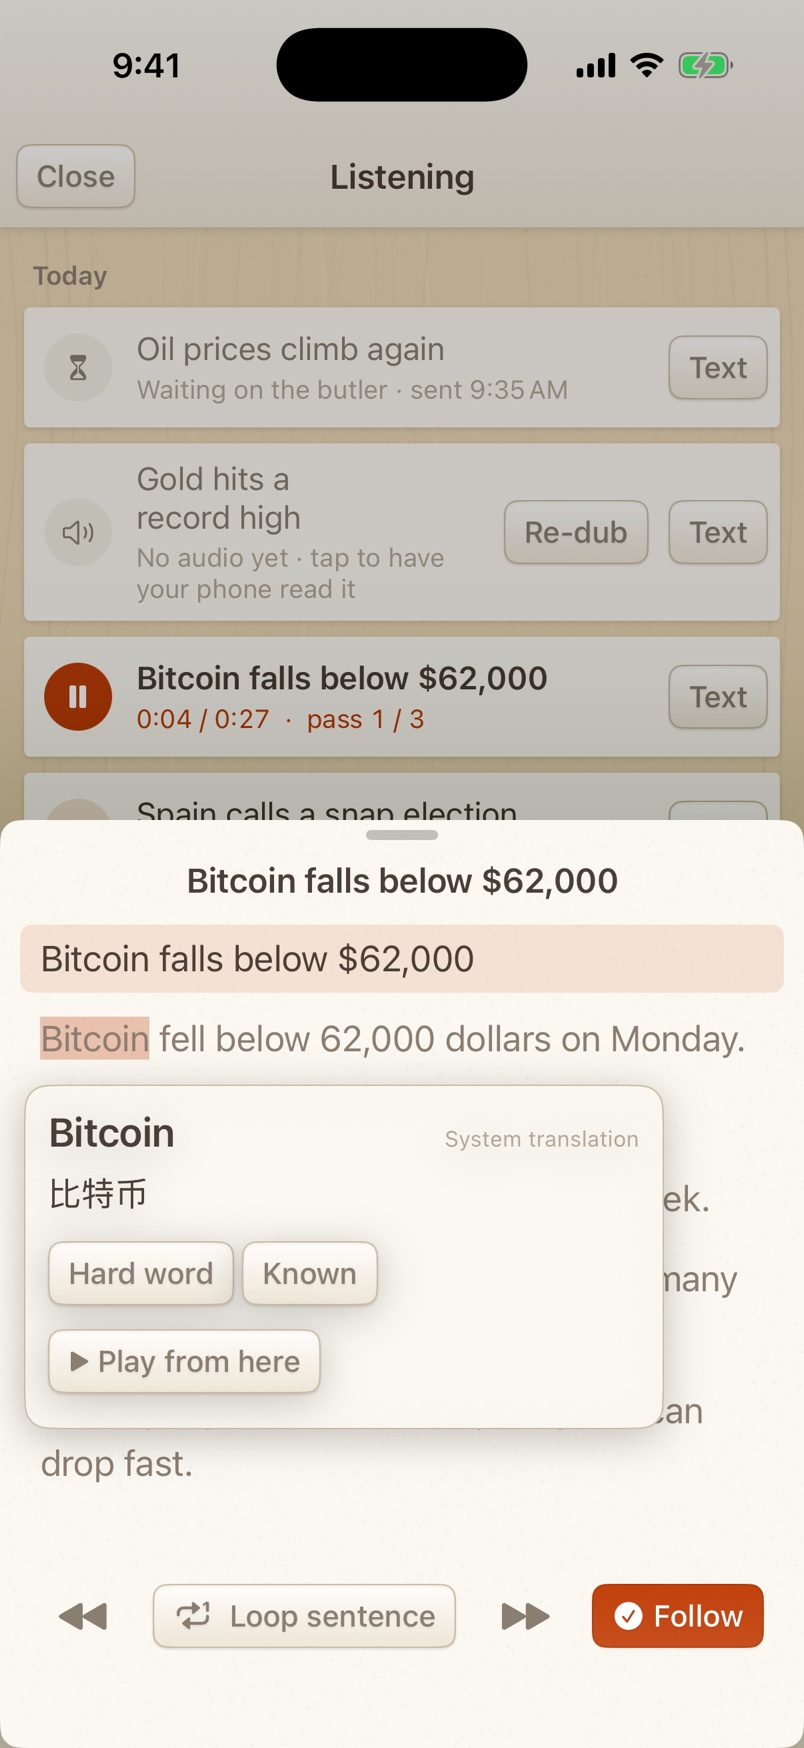 9:41
Close
Listening
Today
Oil prices climb again
Waiting on the butler · sent 9:35 AM
Text
Gold hits a
record high
No audio yet · tap to have
your phone read it
Re-dub
Text
Bitcoin falls below $62,000
0:04 / 0:27 · pass 1 / 3
Text
Spain calls a snap election
Bitcoin falls below $62,000
Bitcoin falls below $62,000
Bitcoin fell below 62,000 dollars on Monday.
Bitcoin
System translation
比特币
Hard word
Known
Play from here
many
drop fast.
Loop sentence
Follow